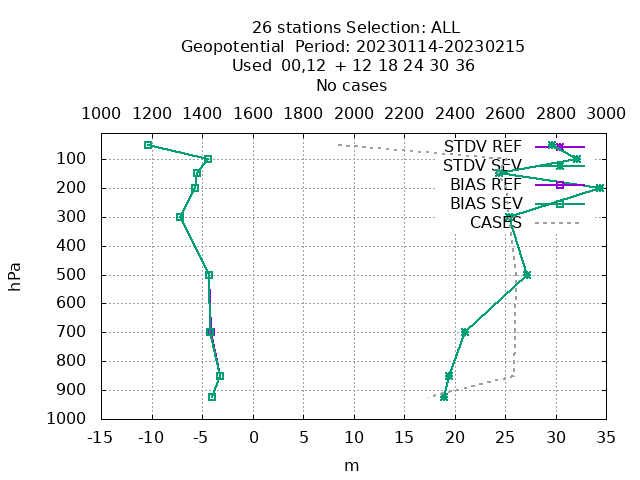 26 stations Selection: ALL
Geopotential  Period: 20230114-20230215
Used  00,12  + 12 18 24 30 36
No cases
1000 1200 1400 1600 1800 2000 2200 2400 2600 2800 3000
STDV REF
STDV SEV
BIAS REF
BIAS SEV
CASES
100
200
300
400
500
600
700
800
900
1000
hPa
-15 -10 -5 0 5 10 15 20 25 30 35
m